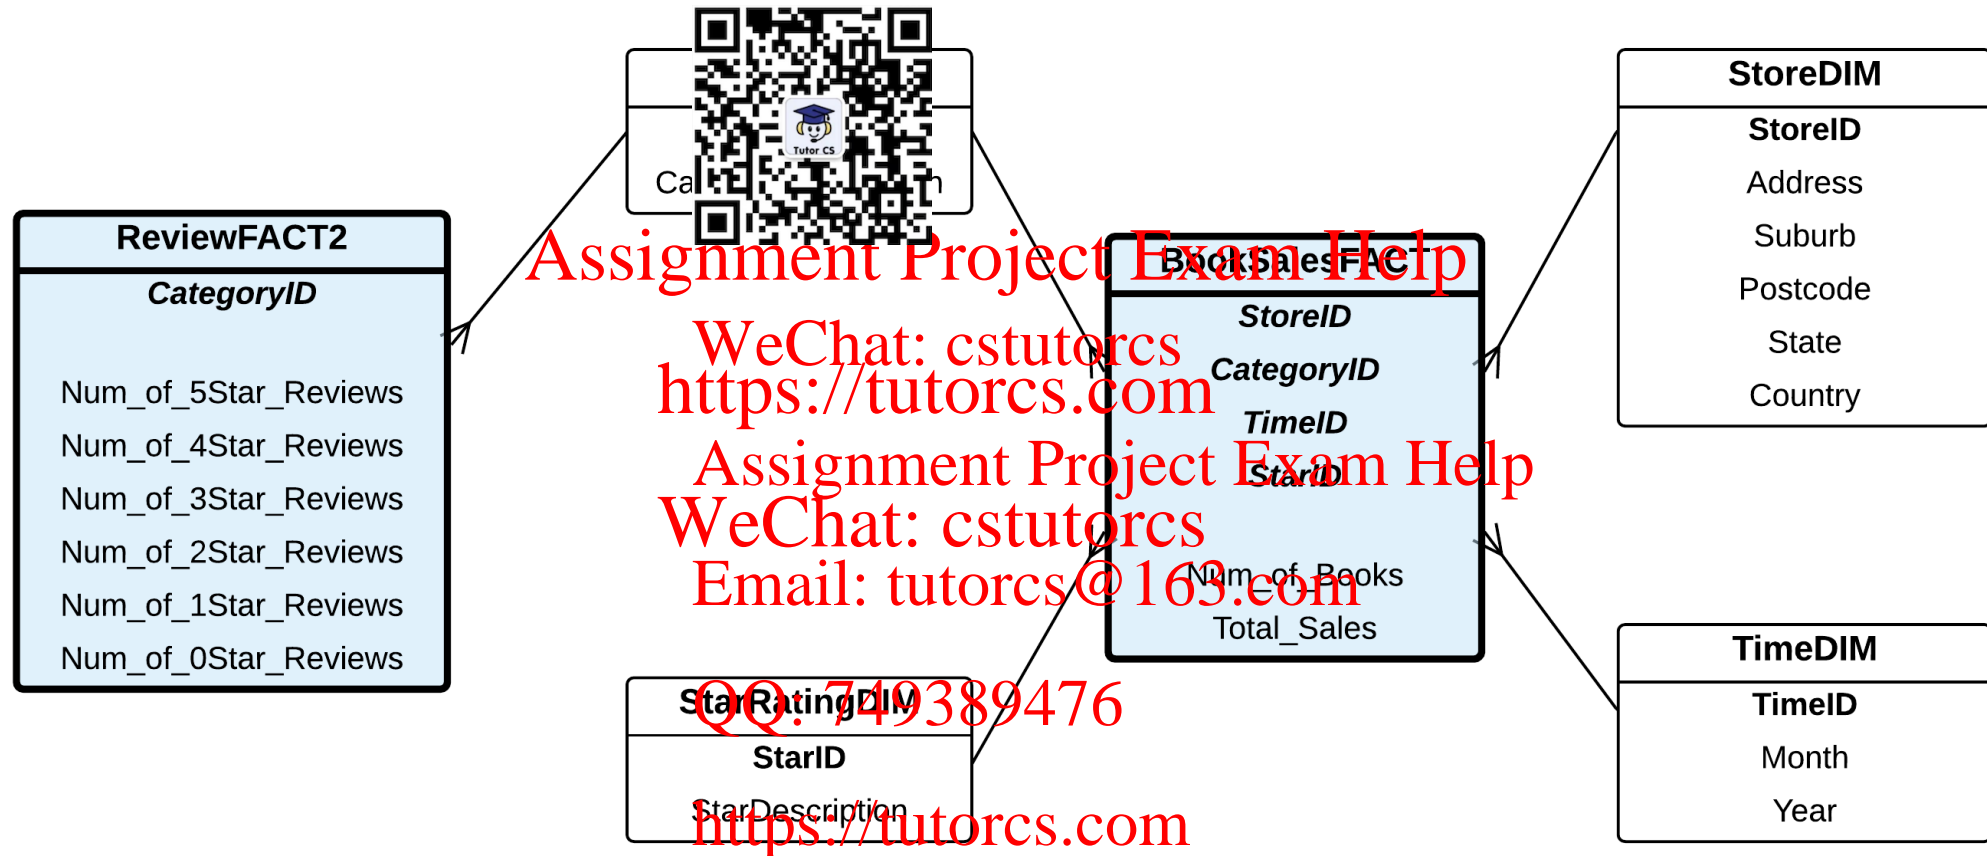 Tutor CS
ReviewFACT2
CategoryID
Num_of_5Star_Reviews
Num_of_4Star_Reviews
Num_of_3Star_Reviews
Num_of_2Star_Reviews
Num_of_1Star_Reviews
Num_of_0Star_Reviews
Assignment Project Exam Help
WeChat: cstutorcs
https://tutorcs.com
Assignment Project Exam Help
WeChat: cstutorcs
Email: tutorcs@163.com
QQ: 749389476
https://tutorcs.com
StarRatingDIM
StarID
StarDescription
BookSalesFACT
StoreID
CategoryID
TimeID
StarID
Num_of_Books
Total_Sales
StoreDIM
StoreID
Address
Suburb
Postcode
State
Country
TimeDIM
TimeID
Month
Year